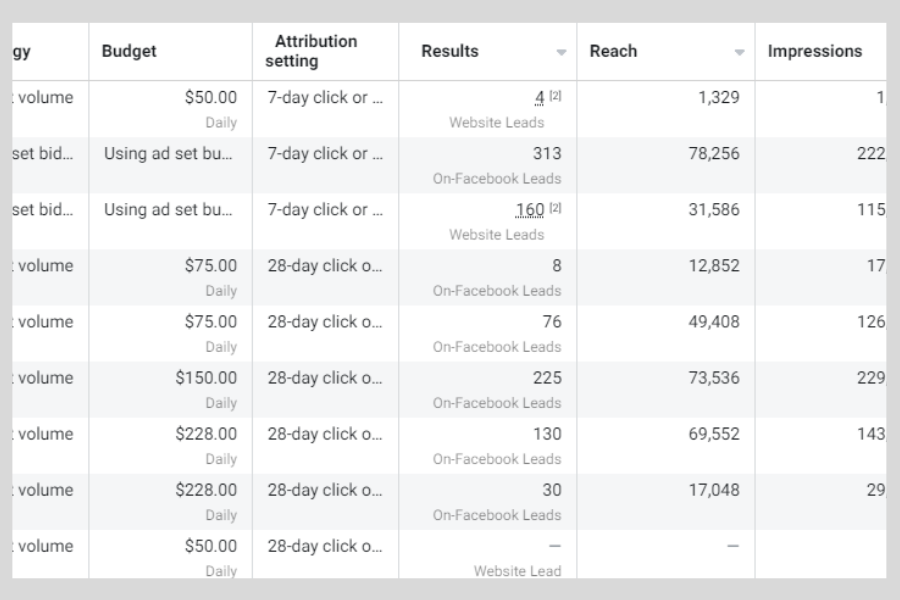 gy Budget Attribution setting Results Reach Impressions
volume $50.00 7-day click or ... 4 [2] 1,329 1
Daily Website Leads
set bid... Using ad set bu... 7-day click or ... 313 78,256 222
On-Facebook Leads
set bid... Using ad set bu... 7-day click or ... 160 [2] 31,586 115
Website Leads
volume $75.00 28-day click o... 8 12,852 17,
Daily On-Facebook Leads
volume $75.00 28-day click o... 76 49,408 126
Daily On-Facebook Leads
volume $150.00 28-day click o... 225 73,536 229
Daily On-Facebook Leads
volume $228.00 28-day click o... 130 69,552 143
Daily On-Facebook Leads
volume $228.00 28-day click o... 30 17,048 29
Daily On-Facebook Leads
volume $50.00 28-day click o... — —
Daily Website Lead